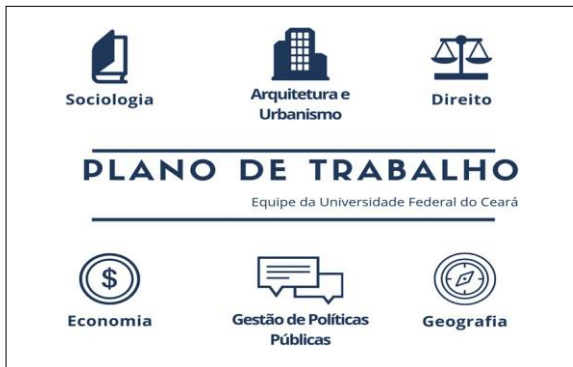 Sociologia
Arquitetura e
Urbanismo
Direito
PLANO DE TRABALHO
Equipe da Universidade Federal do Ceará
$
Economia
Gestão de Políticas
Públicas
Geografia